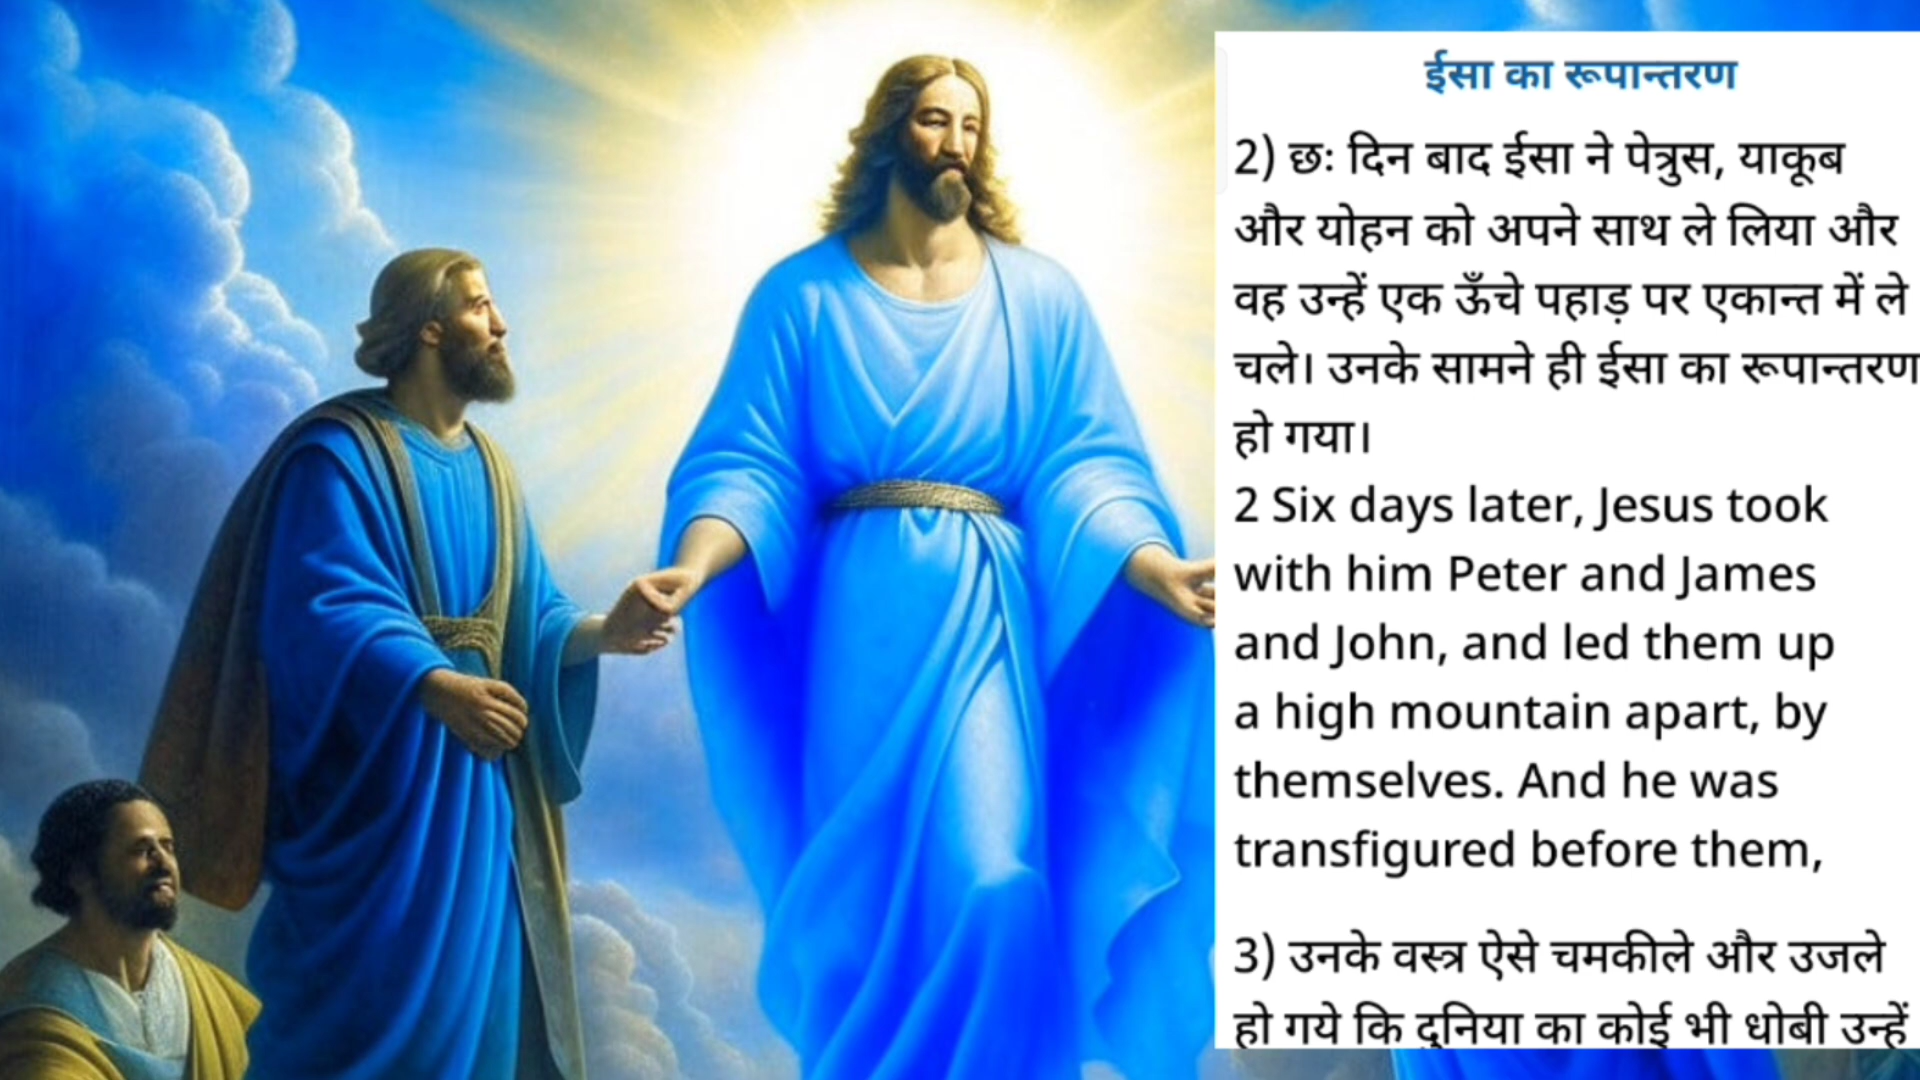 ईसा का रूपान्तरण
2) छः दिन बाद ईसा ने पेत्रुस, याकूब
और योहन को अपने साथ ले लिया और
वह उन्हें एक ऊँचे पहाड़ पर एकान्त में ले
चले। उनके सामने ही ईसा का रूपान्तरण
हो गया।
2 Six days later, Jesus took
with him Peter and James
and John, and led them up
a high mountain apart, by
themselves. And he was
transfigured before them,
3) उनके वस्त्र ऐसे चमकीले और उजले
हो गये कि दुनिया का कोई भी धोबी उन्हें